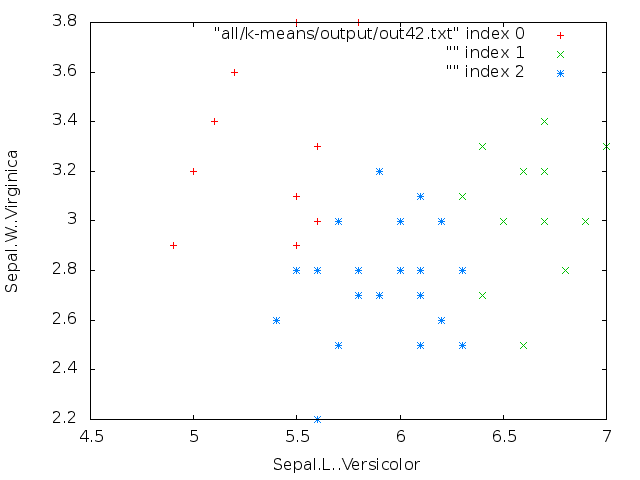 3.8
"all/k-means/output/out42.txt" index 0
"" index 1
3.6
"" index 2
3.4
3.2
3
2.8
2.6
2.4
2.2
Sepal.W..Virginica
4.5 5 5.5 6 6.5 7
Sepal.L..Versicolor